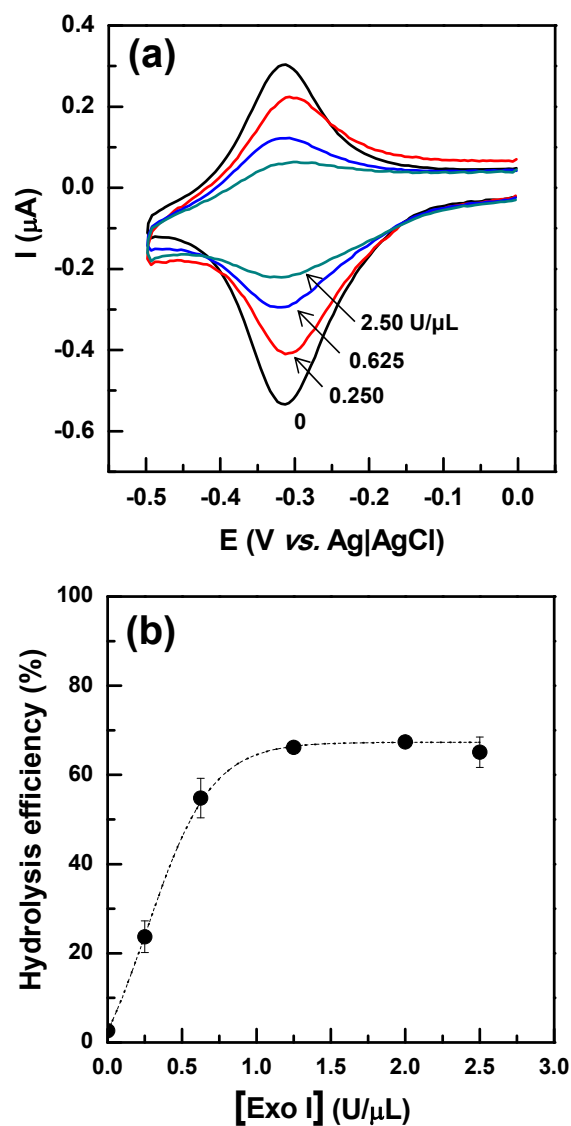 (a)
0.4
0.2
0.0
-0.2
-0.4
-0.6
I (μA)
2.50 U/μL
0.625
0.250
0
-0.5 -0.4 -0.3 -0.2 -0.1 0.0
E (V vs. Ag|AgCl)
(b)
100
80
60
40
20
0
Hydrolysis efficiency (%)
0.0 0.5 1.0 1.5 2.0 2.5 3.0
[Exo I] (U/μL)